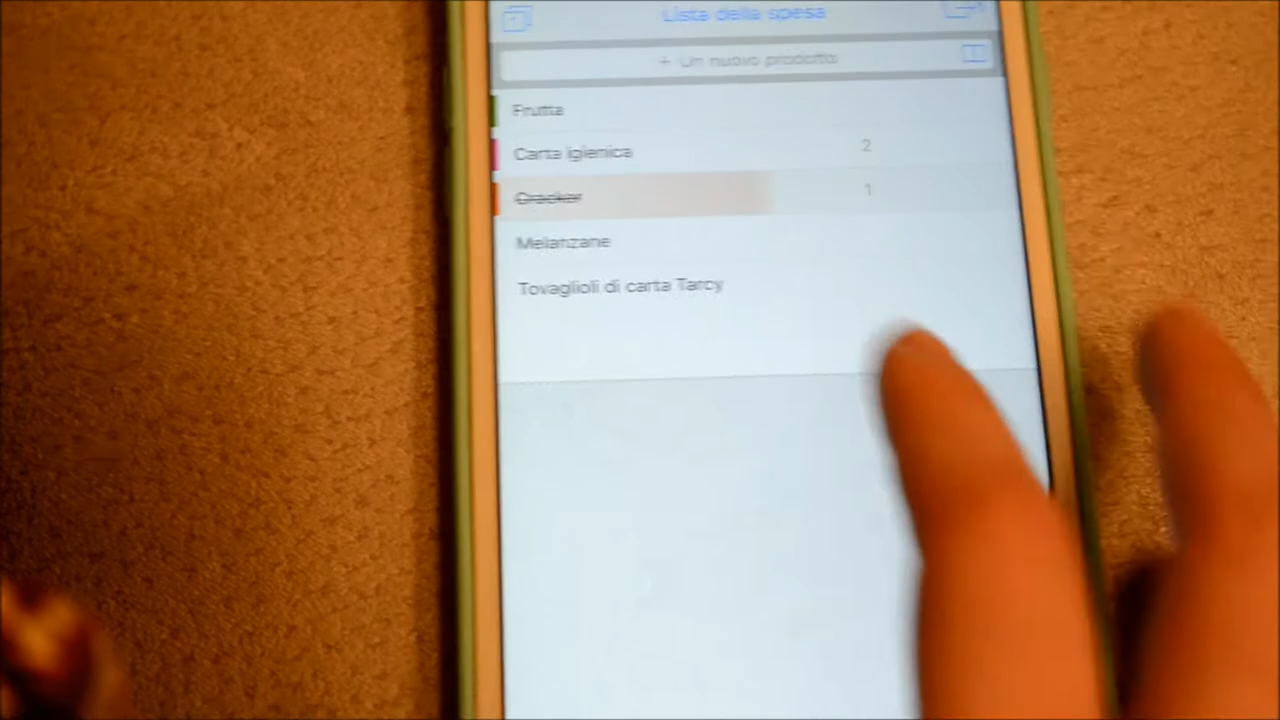 Lista della spesa
+ Un nuovo prodotto
Frutta
Carta igienica 2
Cracker 1
Melanzane
Tovaglioli di carta Tarcy